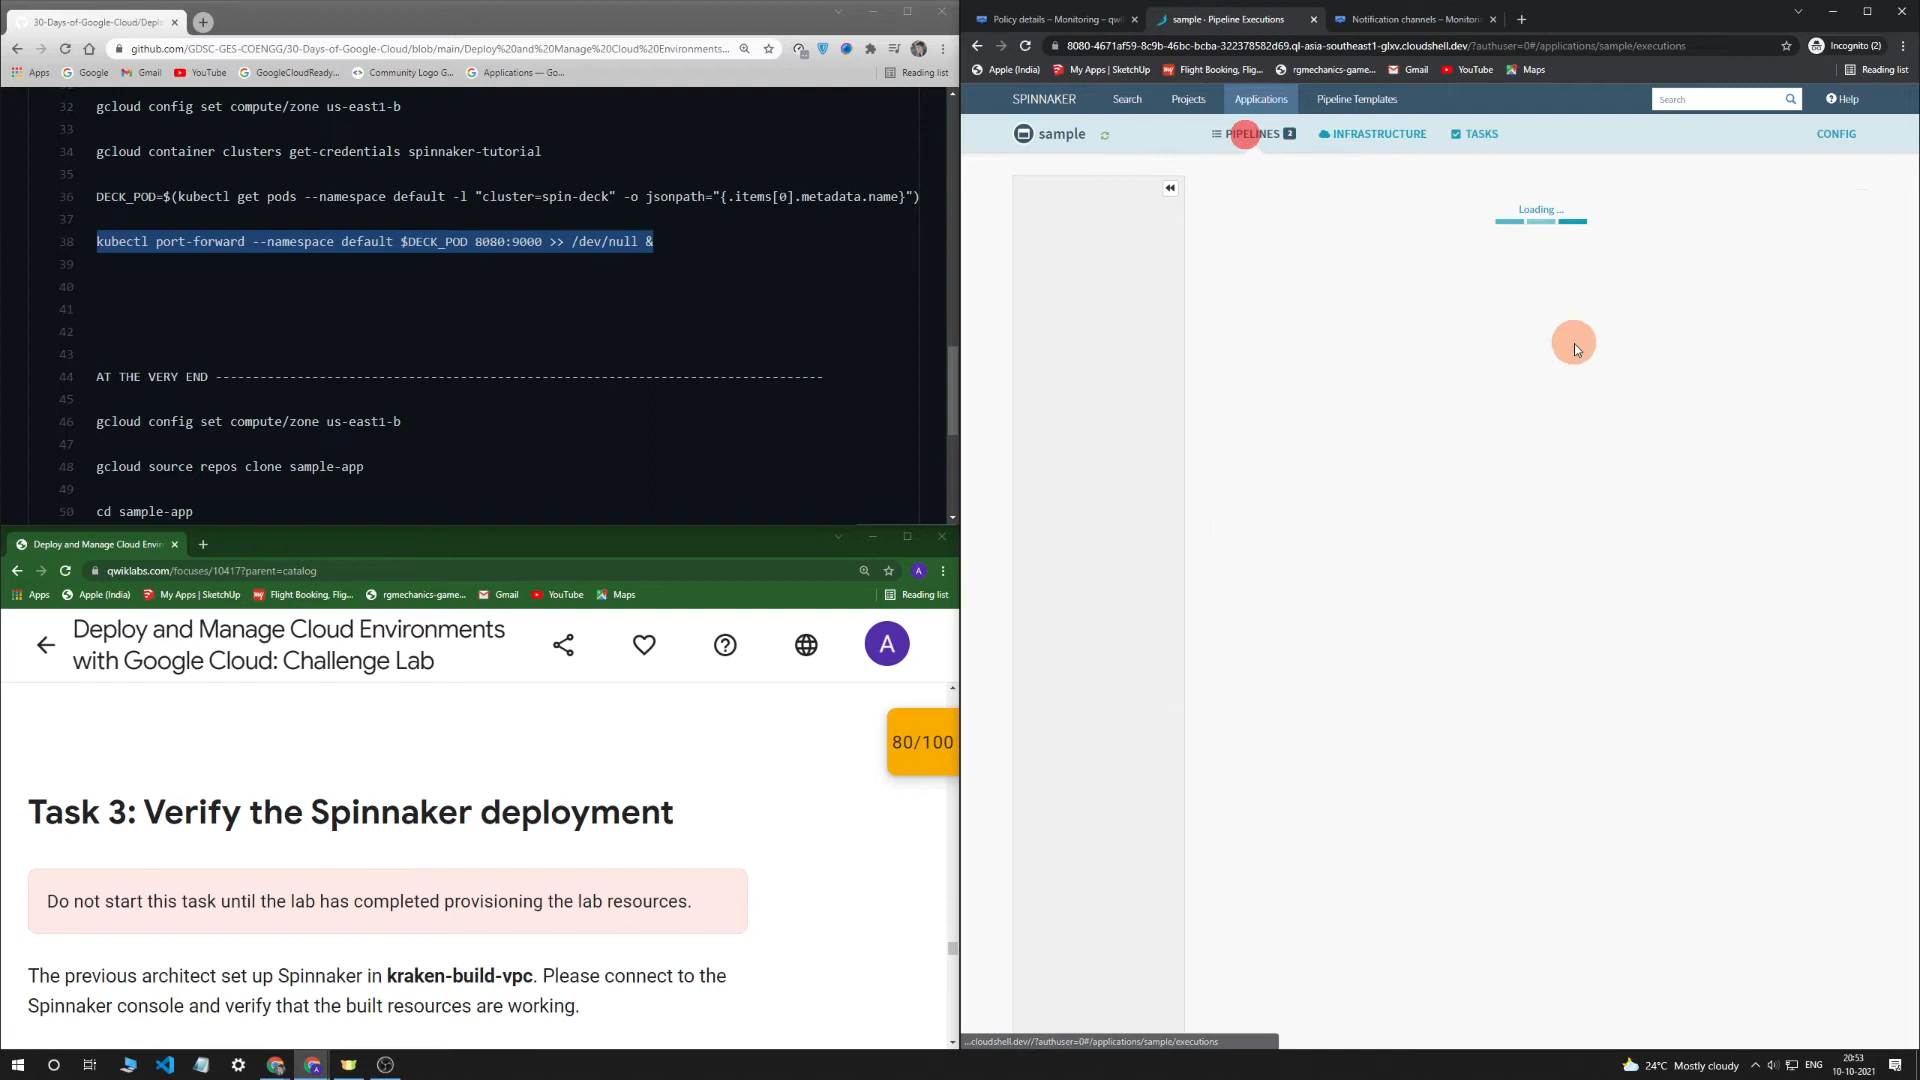 30-Days-of-Google-Cloud/Depl
github.com/GDSC-GES-COENGG/30-Days-of-Google-Cloud/blob/main/Deploy%20and%20Manage%20Cloud%20Environments...
Apps
Google
Gmail
YouTube
GoogleCloudReady...
Community Logo G...
Applications — Go...
Reading list
32 gcloud config set compute/zone us-east1-b
33
34 gcloud container clusters get-credentials spinnaker-tutorial
35
36 DECK_POD=$(kubectl get pods --namespace default -l "cluster=spin-deck" -o jsonpath="{.items[0].metadata.name}")
37
38 kubectl port-forward --namespace default $DECK_POD 8080:9000 >> /dev/null &
39
40
41
42
43
44 AT THE VERY END ----------------------------------------------------------------------------------
45
46 gcloud config set compute/zone us-east1-b
47
48 gcloud source repos clone sample-app
49
50 cd sample-app
Deploy and Manage Cloud Envir
qwiklabs.com/focuses/10417?parent=catalog
Apps
Apple (India)
My Apps | SketchUp
Flight Booking, Flig...
rgmechanics-game...
Gmail
YouTube
Maps
Reading list
Deploy and Manage Cloud Environments
with Google Cloud: Challenge Lab
A
80/100
Task 3: Verify the Spinnaker deployment
Do not start this task until the lab has completed provisioning the lab resources.
The previous architect set up Spinnaker in kraken-build-vpc. Please connect to the
Spinnaker console and verify that the built resources are working.
Policy details – Monitoring – qwi
sample · Pipeline Executions
Notification channels – Monitorin
8080-4671af59-8c9b-46bc-bcba-322378582d69.ql-asia-southeast1-glxv.cloudshell.dev/?authuser=0#/applications/sample/executions
Incognito (2)
Apple (India)
My Apps | SketchUp
Flight Booking, Flig...
rgmechanics-game...
Gmail
YouTube
Maps
Reading list
SPINNAKER
Search
Projects
Applications
Pipeline Templates
Search
Help
sample
PIPELINES 2
INFRASTRUCTURE
TASKS
CONFIG
Loading ...
...cloudshell.dev//?authuser=0#/applications/sample/executions
24°C Mostly cloudy
ENG
20:53
10-10-2021